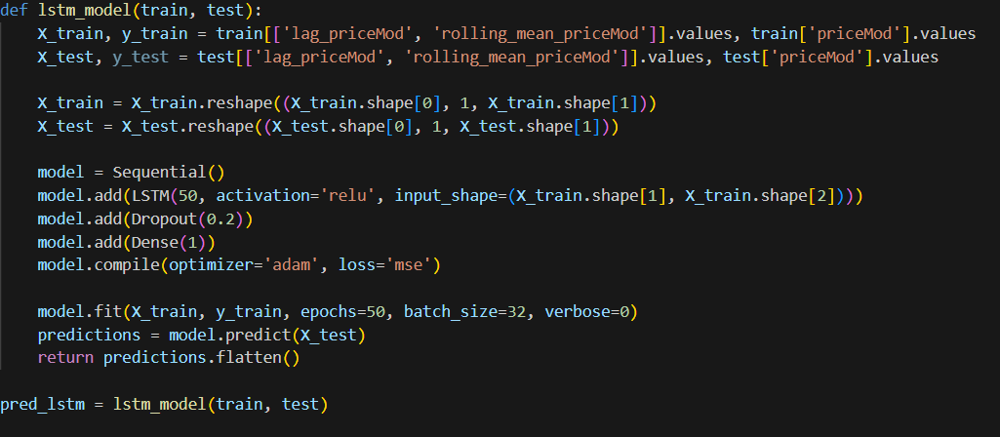 def lstm_model(train, test):
    X_train, y_train = train[['lag_priceMod', 'rolling_mean_priceMod']].values, train['priceMod'].values
    X_test, y_test = test[['lag_priceMod', 'rolling_mean_priceMod']].values, test['priceMod'].values

    X_train = X_train.reshape((X_train.shape[0], 1, X_train.shape[1]))
    X_test = X_test.reshape((X_test.shape[0], 1, X_test.shape[1]))

    model = Sequential()
    model.add(LSTM(50, activation='relu', input_shape=(X_train.shape[1], X_train.shape[2])))
    model.add(Dropout(0.2))
    model.add(Dense(1))
    model.compile(optimizer='adam', loss='mse')

    model.fit(X_train, y_train, epochs=50, batch_size=32, verbose=0)
    predictions = model.predict(X_test)
    return predictions.flatten()

pred_lstm = lstm_model(train, test)